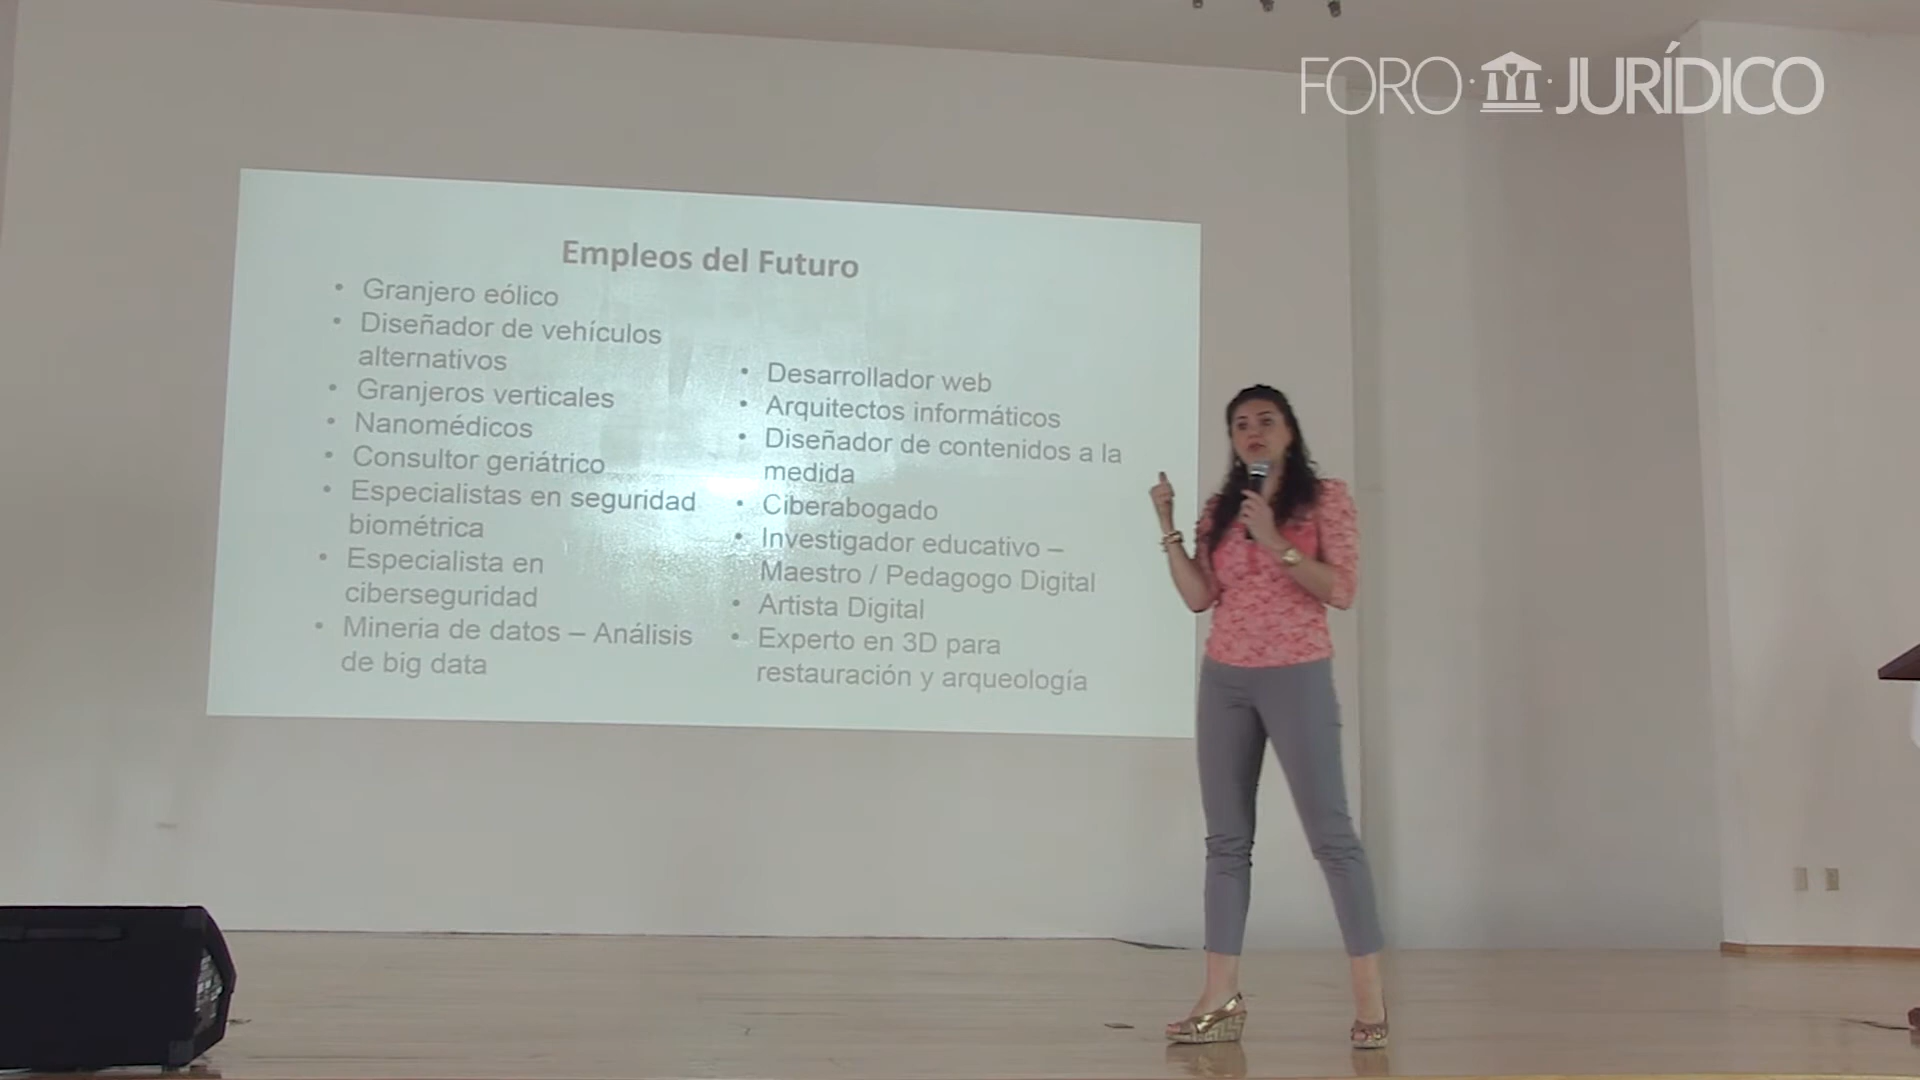 FORO JURÍDICO
Empleos del Futuro
• Granjero eólico
• Diseñador de vehículos
alternativos
• Granjeros verticales
• Nanomédicos
• Consultor geriátrico
• Especialistas en seguridad
biométrica
• Especialista en
ciberseguridad
• Mineria de datos – Análisis
de big data
• Desarrollador web
• Arquitectos informáticos
• Diseñador de contenidos a la
medida
• Ciberabogado
• Investigador educativo –
Maestro / Pedagogo Digital
• Artista Digital
• Experto en 3D para
restauración y arqueología